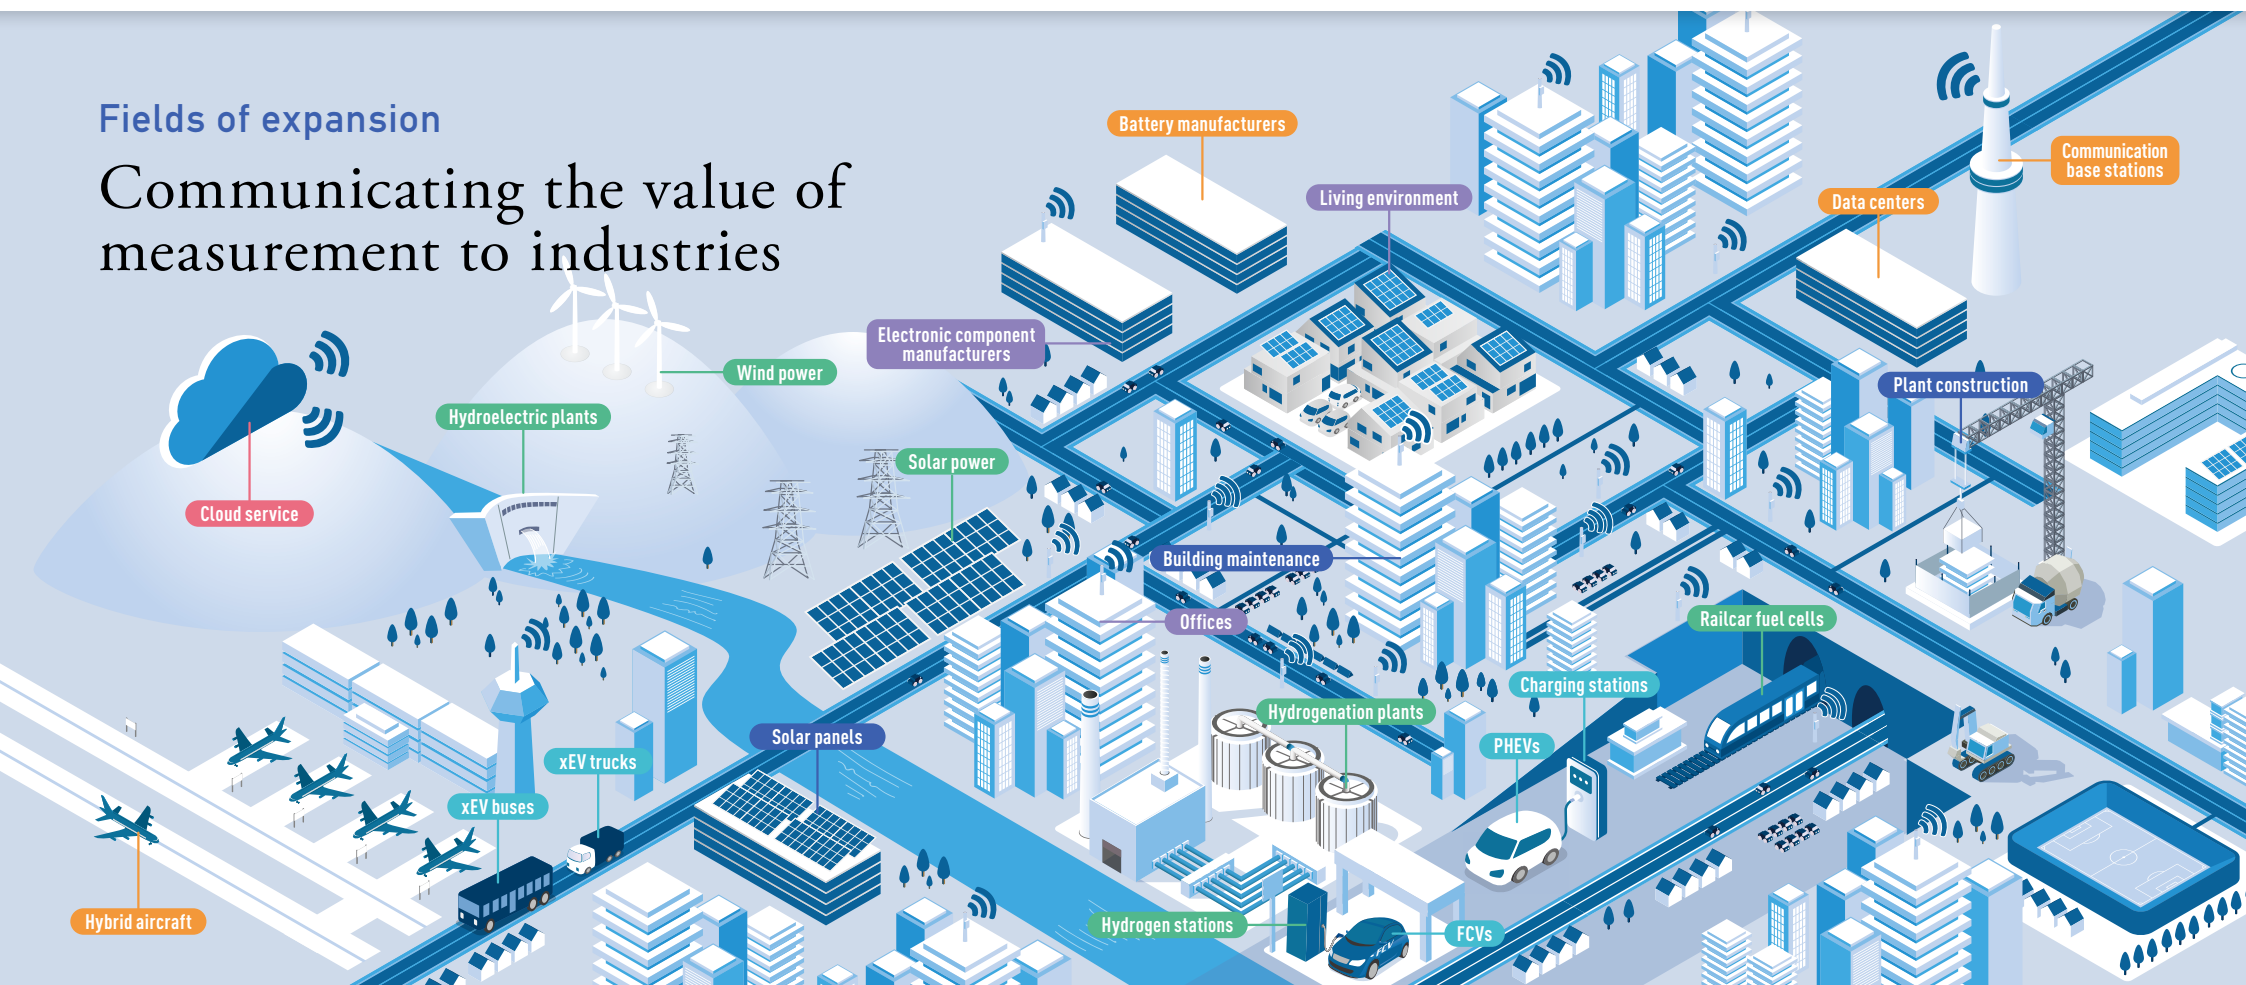 Fields of expansion
Communicating the value of
measurement to industries
Battery manufacturers
Communication
base stations
Living environment
Data centers
Electronic component
manufacturers
Wind power
Plant construction
Hydroelectric plants
Solar power
Cloud service
Building maintenance
Offices
Railcar fuel cells
Charging stations
Hydrogenation plants
Solar panels
PHEVs
xEV trucks
xEV buses
Hybrid aircraft
Hydrogen stations
FCVs
FCV